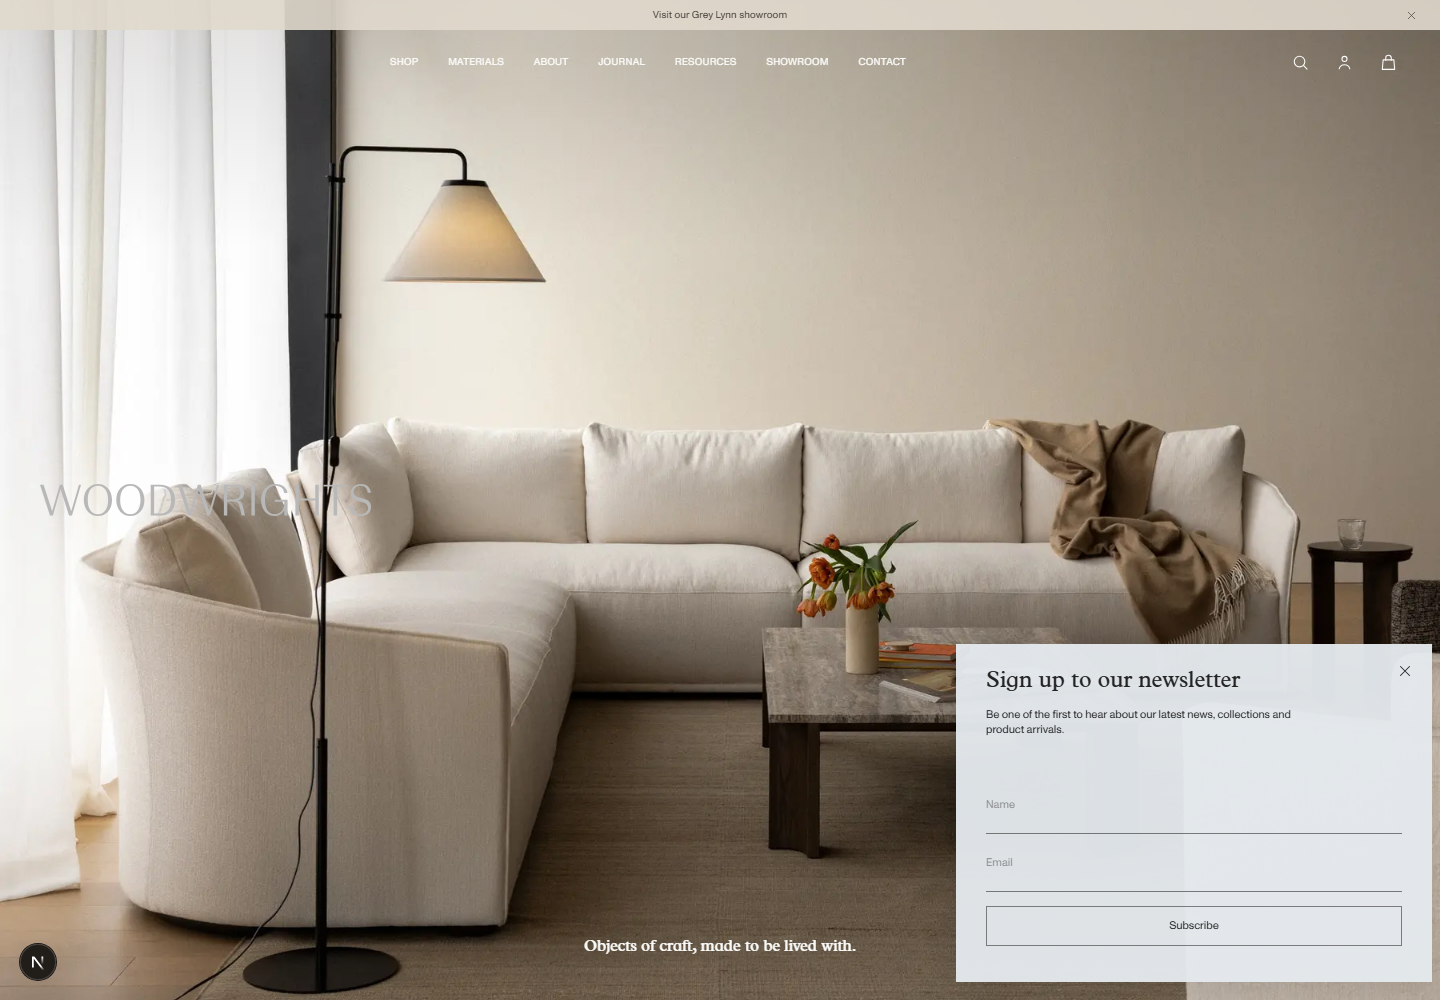 Visit our Grey Lynn showroom
SHOP MATERIALS ABOUT JOURNAL RESOURCES SHOWROOM CONTACT
WOODWRIGHTS
Sign up to our newsletter
Be one of the first to hear about our latest news, collections and
product arrivals.
Name
Email
Subscribe
Objects of craft, made to be lived with.
N